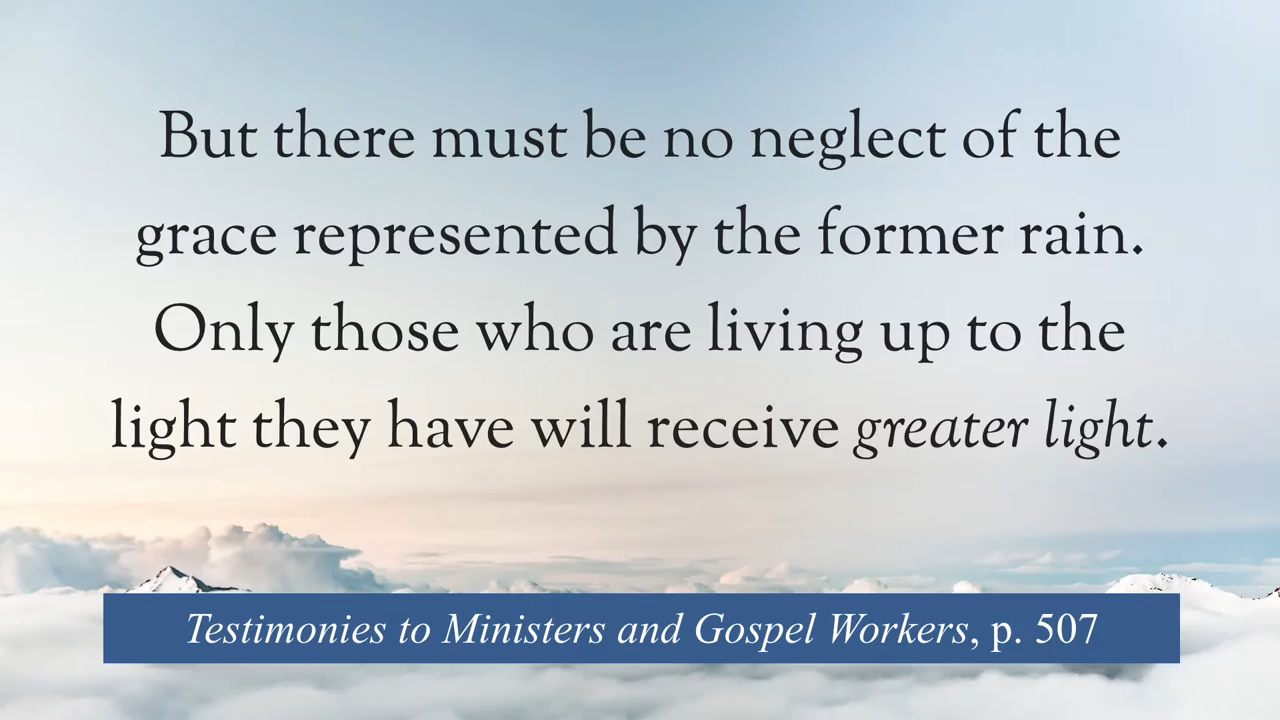 But there must be no neglect of the
grace represented by the former rain.
Only those who are living up to the
light they have will receive greater light.
Testimonies to Ministers and Gospel Workers, p. 507